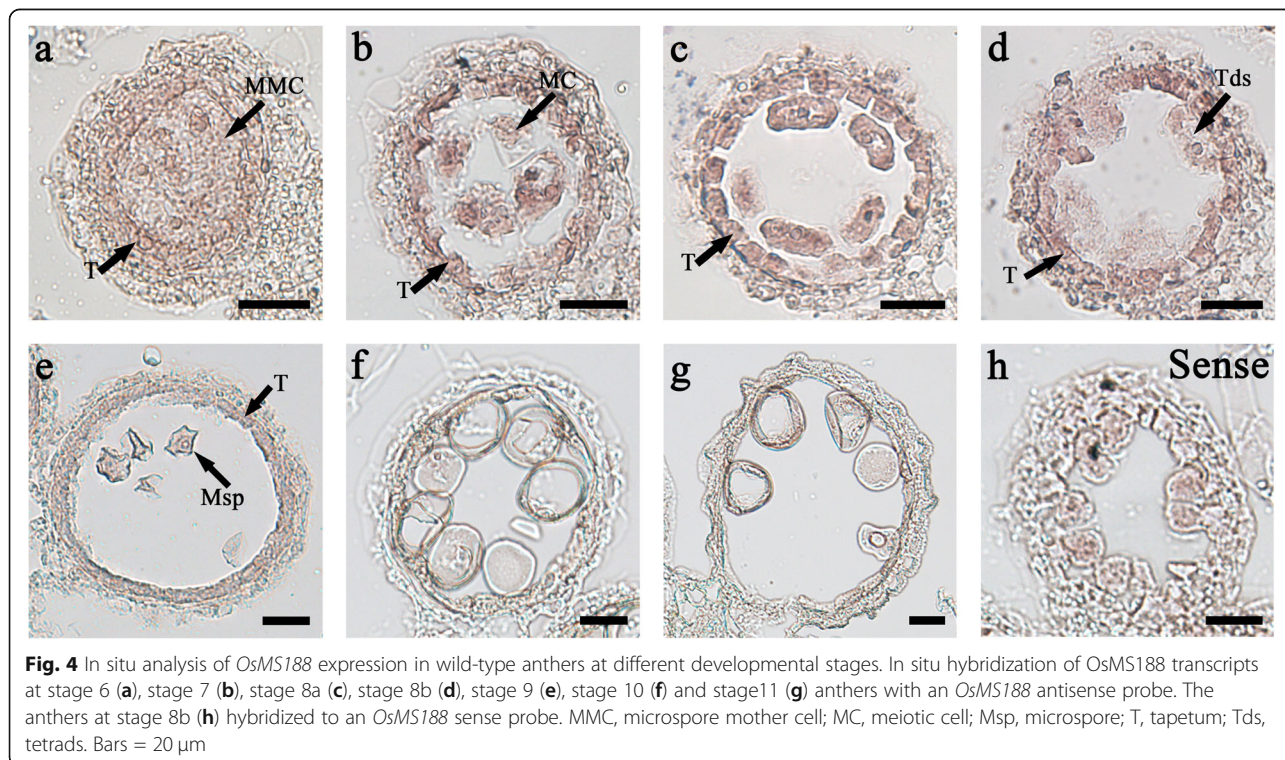 a
MMC
T
b
MC
T
c
T
d
Tds
T
e
T
Msp
f
g
h
Sense
Fig. 4 In situ analysis of OsMS188 expression in wild-type anthers at different developmental stages. In situ hybridization of OsMS188 transcripts
at stage 6 (a), stage 7 (b), stage 8a (c), stage 8b (d), stage 9 (e), stage 10 (f) and stage11 (g) anthers with an OsMS188 antisense probe. The
anthers at stage 8b (h) hybridized to an OsMS188 sense probe. MMC, microspore mother cell; MC, meiotic cell; Msp, microspore; T, tapetum; Tds,
tetrads. Bars = 20 μm